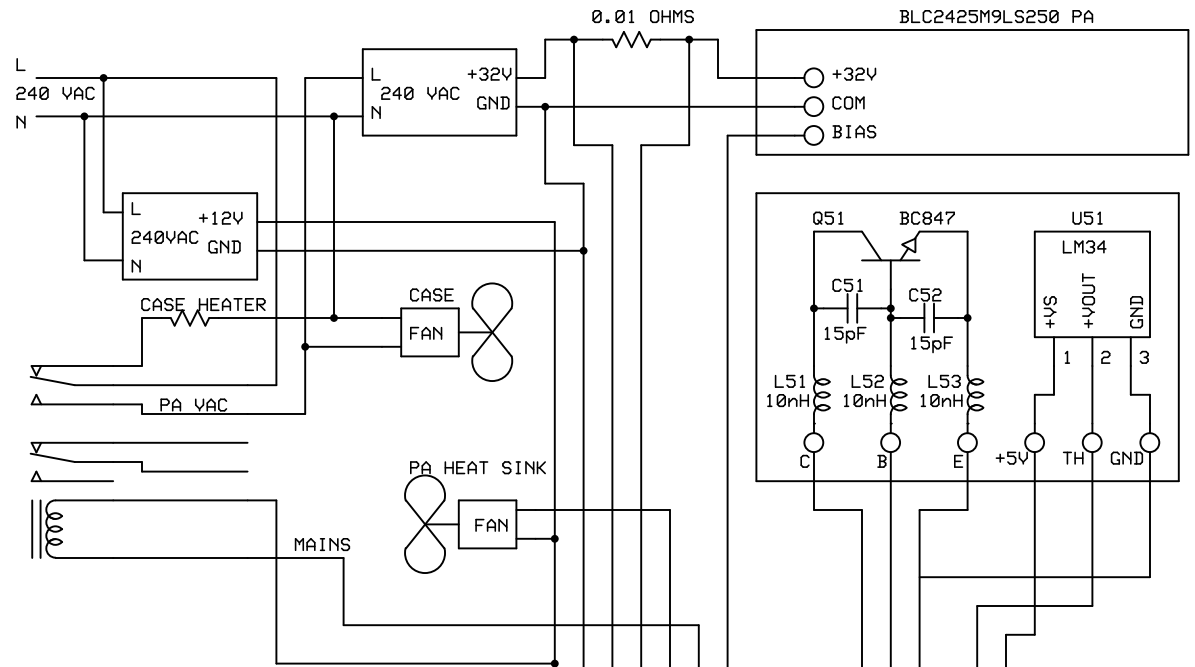 0.01 OHMS
BLC2425M9LS250 PA
L
240 VAC
N
L
+32V
240 VAC
GND
N
+32V
COM
BIAS
L
+12V
240VAC
GND
N
Q51
BC847
U51
LM34
C51
15pF
C52
15pF
+VS
+VOUT
GND
1
2
3
CASE HEATER
CASE
FAN
L51
10nH
L52
10nH
L53
10nH
PA VAC
C
B
E
+5V
TH
GND
PA HEAT SINK
FAN
MAINS